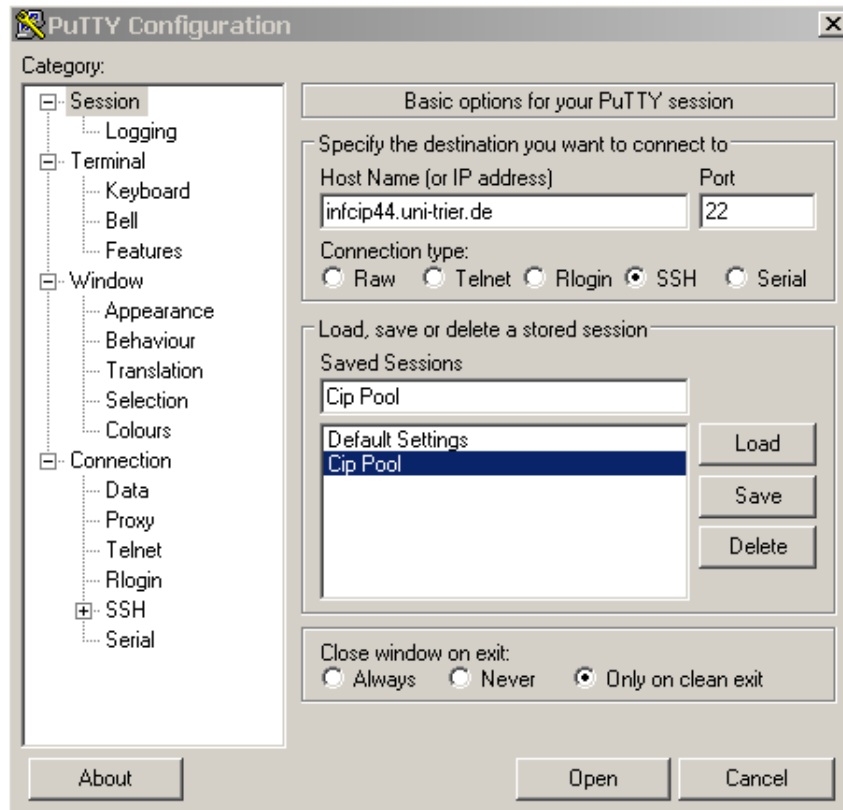 PuTTY Configuration
Category:
Session
Logging
Terminal
Keyboard
Bell
Features
Window
Appearance
Behaviour
Translation
Selection
Colours
Connection
Data
Proxy
Telnet
Rlogin
SSH
Serial
Basic options for your PuTTY session
Specify the destination you want to connect to
Host Name (or IP address) Port
infcip44.uni-trier.de 22
Connection type:
Raw Telnet Rlogin SSH Serial
Load, save or delete a stored session
Saved Sessions
Cip Pool
Default Settings
Cip Pool
Load
Save
Delete
Close window on exit:
Always Never Only on clean exit
About Open Cancel